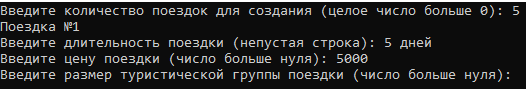 Введите количество поездок для создания (целое число больше 0): 5
Поездка №1
Введите длительность поездки (непустая строка): 5 дней
Введите цену поездки (число больше нуля): 5000
Введите размер туристической группы поездки (число больше нуля):